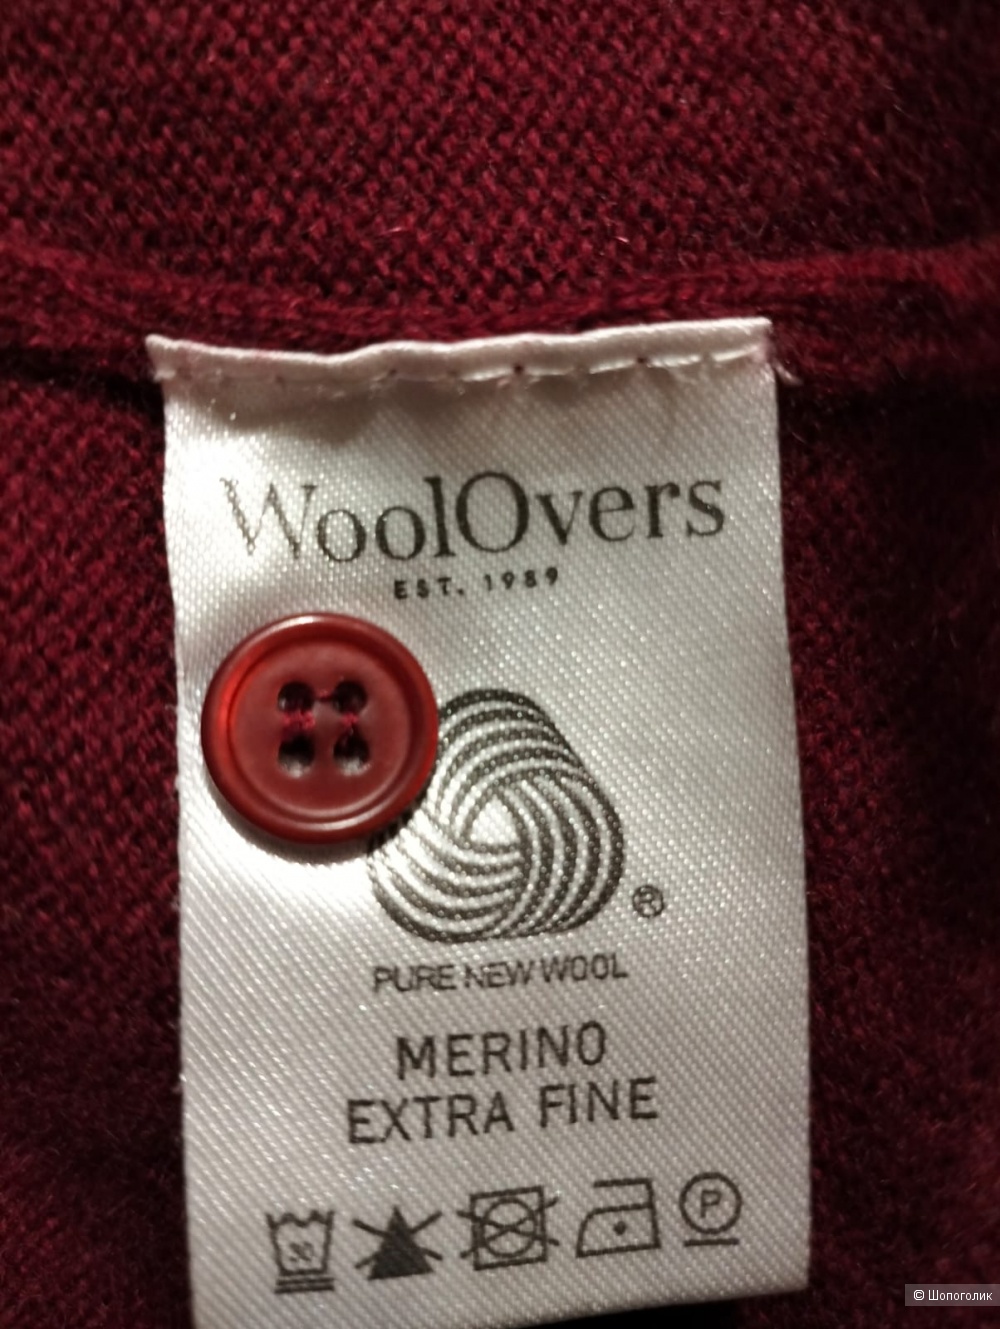 WoolOvers
EST. 1989
®
PURE NEW WOOL
MERINO
EXTRA FINE
30
P
© Шопоголик